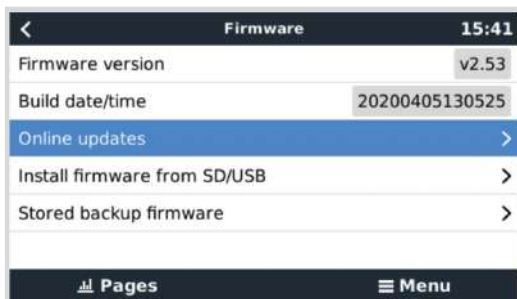 Firmware 15:41
Firmware version v2.53
Build date/time 20200405130525
Online updates
Install firmware from SD/USB
Stored backup firmware
Pages Menu